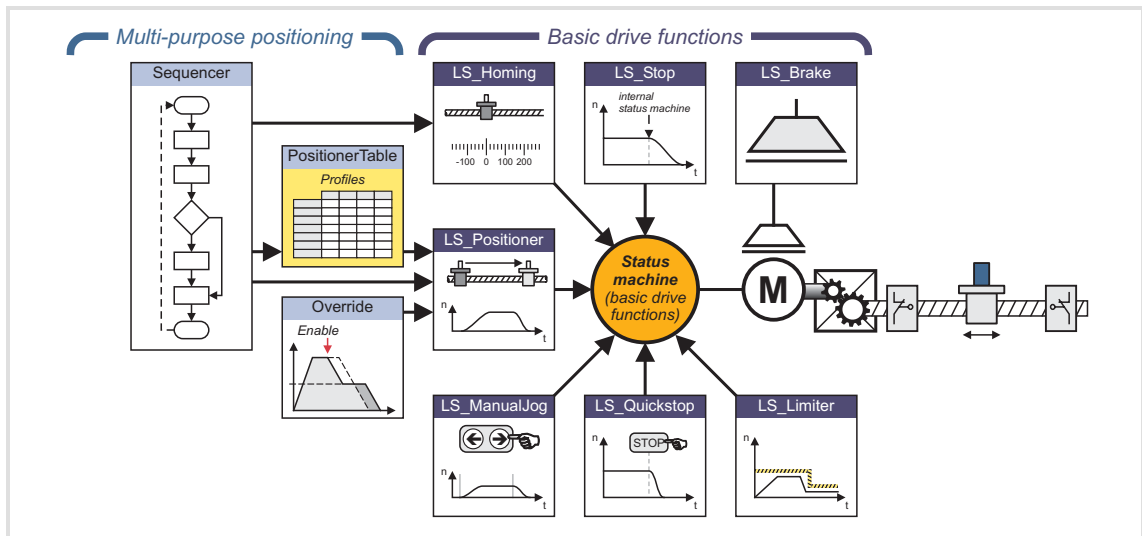 Multi-purpose positioning
Basic drive functions
Sequencer
LS_Homing
LS_Stop
LS_Brake
n
internal
status machine
t
-100 0 100 200
PositionerTable
Profiles
LS_Positioner
n
t
Status
machine
(basic drive
functions)
M
Override
Enable
LS_ManualJog
LS_Quickstop
LS_Limiter
n
t
n
STOP
t
n
t